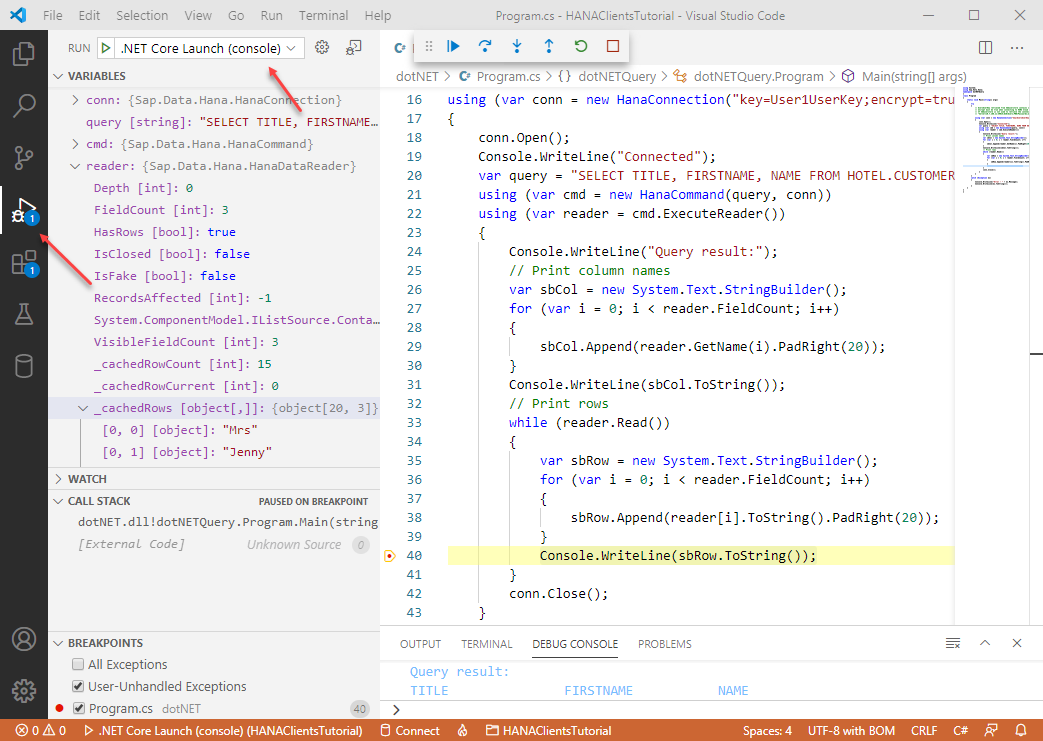 File Edit Selection View Go Run Terminal Help Program.cs - HANAClientsTutorial - Visual Studio Code
RUN .NET Core Launch (console)
VARIABLES
conn: {Sap.Data.Hana.HanaConnection}
query [string]: "SELECT TITLE, FIRSTNAME...
cmd: {Sap.Data.Hana.HanaCommand}
reader: {Sap.Data.Hana.HanaDataReader}
Depth [int]: 0
FieldCount [int]: 3
HasRows [bool]: true
IsClosed [bool]: false
IsFake [bool]: false
RecordsAffected [int]: -1
System.ComponentModel.IListSource.Conta...
VisibleFieldCount [int]: 3
_cachedRowCount [int]: 15
_cachedRowCurrent [int]: 0
_cachedRows [object[,]]: {object[20, 3]}
[0, 0] [object]: "Mrs"
[0, 1] [object]: "Jenny"
WATCH
CALL STACK PAUSED ON BREAKPOINT
dotNET.dll!dotNETQuery.Program.Main(string
[External Code] Unknown Source 0
BREAKPOINTS
All Exceptions
User-Unhandled Exceptions
Program.cs dotNET 40
1
1
dotNET > Program.cs > {} dotNETQuery > dotNETQuery.Program > Main(string[] args)
16 using (var conn = new HanaConnection("key=User1UserKey;encrypt=tru
17 {
18 conn.Open();
19 Console.WriteLine("Connected");
20 var query = "SELECT TITLE, FIRSTNAME, NAME FROM HOTEL.CUSTOMER
21 using (var cmd = new HanaCommand(query, conn))
22 using (var reader = cmd.ExecuteReader())
23 {
24 Console.WriteLine("Query result:");
25 // Print column names
26 var sbCol = new System.Text.StringBuilder();
27 for (var i = 0; i < reader.FieldCount; i++)
28 {
29 sbCol.Append(reader.GetName(i).PadRight(20));
30 }
31 Console.WriteLine(sbCol.ToString());
32 // Print rows
33 while (reader.Read())
34 {
35 var sbRow = new System.Text.StringBuilder();
36 for (var i = 0; i < reader.FieldCount; i++)
37 {
38 sbRow.Append(reader[i].ToString().PadRight(20));
39 }
40 Console.WriteLine(sbRow.ToString());
41 }
42 conn.Close();
43 }
OUTPUT TERMINAL DEBUG CONSOLE PROBLEMS
Query result:
TITLE FIRSTNAME NAME
>
0 0 .NET Core Launch (console) (HANAClientsTutorial) Connect HANAClientsTutorial Spaces: 4 UTF-8 with BOM CRLF C#